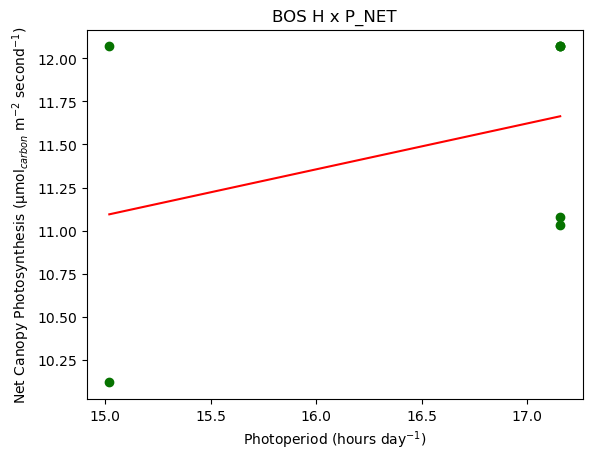 BOS H x P_NET
Net Canopy Photosynthesis (µmol_{carbon} m⁻² second⁻¹)
12.00
11.75
11.50
11.25
11.00
10.75
10.50
10.25
15.0 15.5 16.0 16.5 17.0
Photoperiod (hours day⁻¹)